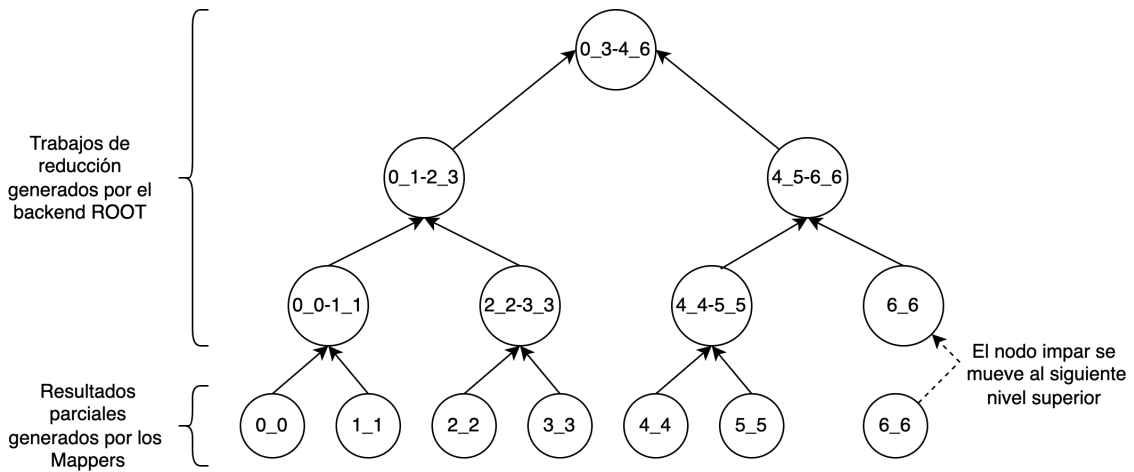 0_3-4_6
Trabajos de
reducción
generados por el
backend ROOT
0_1-2_3
4_5-6_6
0_0-1_1
2_2-3_3
4_4-5_5
6_6
El nodo impar se
mueve al siguiente
nivel superior
Resultados
parciales
generados por los
Mappers
0_0
1_1
2_2
3_3
4_4
5_5
6_6